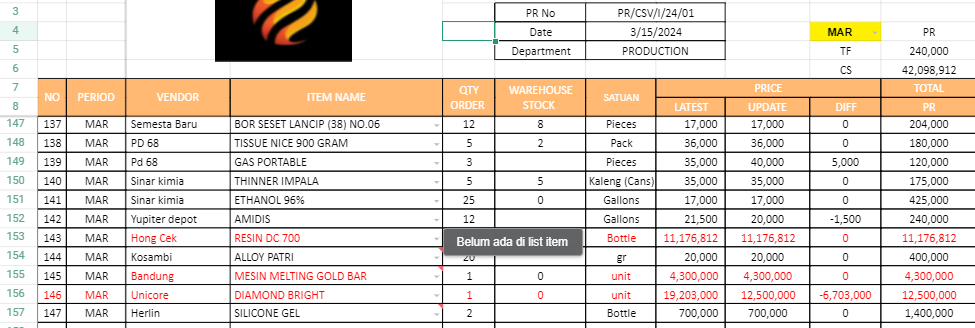 3 PR No PR/CSV/I/24/01
4 Date 3/15/2024 MAR PR
5 Department PRODUCTION TF 240,000
6 CS 42,098,912
7 NO PERIOD VENDOR ITEM NAME QTY ORDER WAREHOUSE STOCK SATUAN PRICE TOTAL
8 LATEST UPDATE DIFF PR
147 137 MAR Semesta Baru BOR SESET LANCIP (38) NO.06 12 8 Pieces 17,000 17,000 0 204,000
148 138 MAR PD 68 TISSUE NICE 900 GRAM 5 2 Pack 36,000 36,000 0 180,000
149 139 MAR Pd 68 GAS PORTABLE 3 Pieces 35,000 40,000 5,000 120,000
150 140 MAR Sinar kimia THINNER IMPALA 5 5 Kaleng (Cans) 35,000 35,000 0 175,000
151 141 MAR Sinar kimia ETHANOL 96% 25 0 Gallons 17,000 17,000 0 425,000
152 142 MAR Yupiter depot AMIDIS 12 Gallons 21,500 20,000 -1,500 240,000
153 143 MAR Hong Cek RESIN DC 700 Belum ada di list item Bottle 11,176,812 11,176,812 0 11,176,812
154 144 MAR Kosambi ALLOY PATRI 20 gr 20,000 20,000 0 400,000
155 145 MAR Bandung MESIN MELTING GOLD BAR 1 0 unit 4,300,000 4,300,000 0 4,300,000
156 146 MAR Unicore DIAMOND BRIGHT 1 0 unit 19,203,000 12,500,000 -6,703,000 12,500,000
157 147 MAR Herlin SILICONE GEL 2 Bottle 700,000 700,000 0 1,400,000